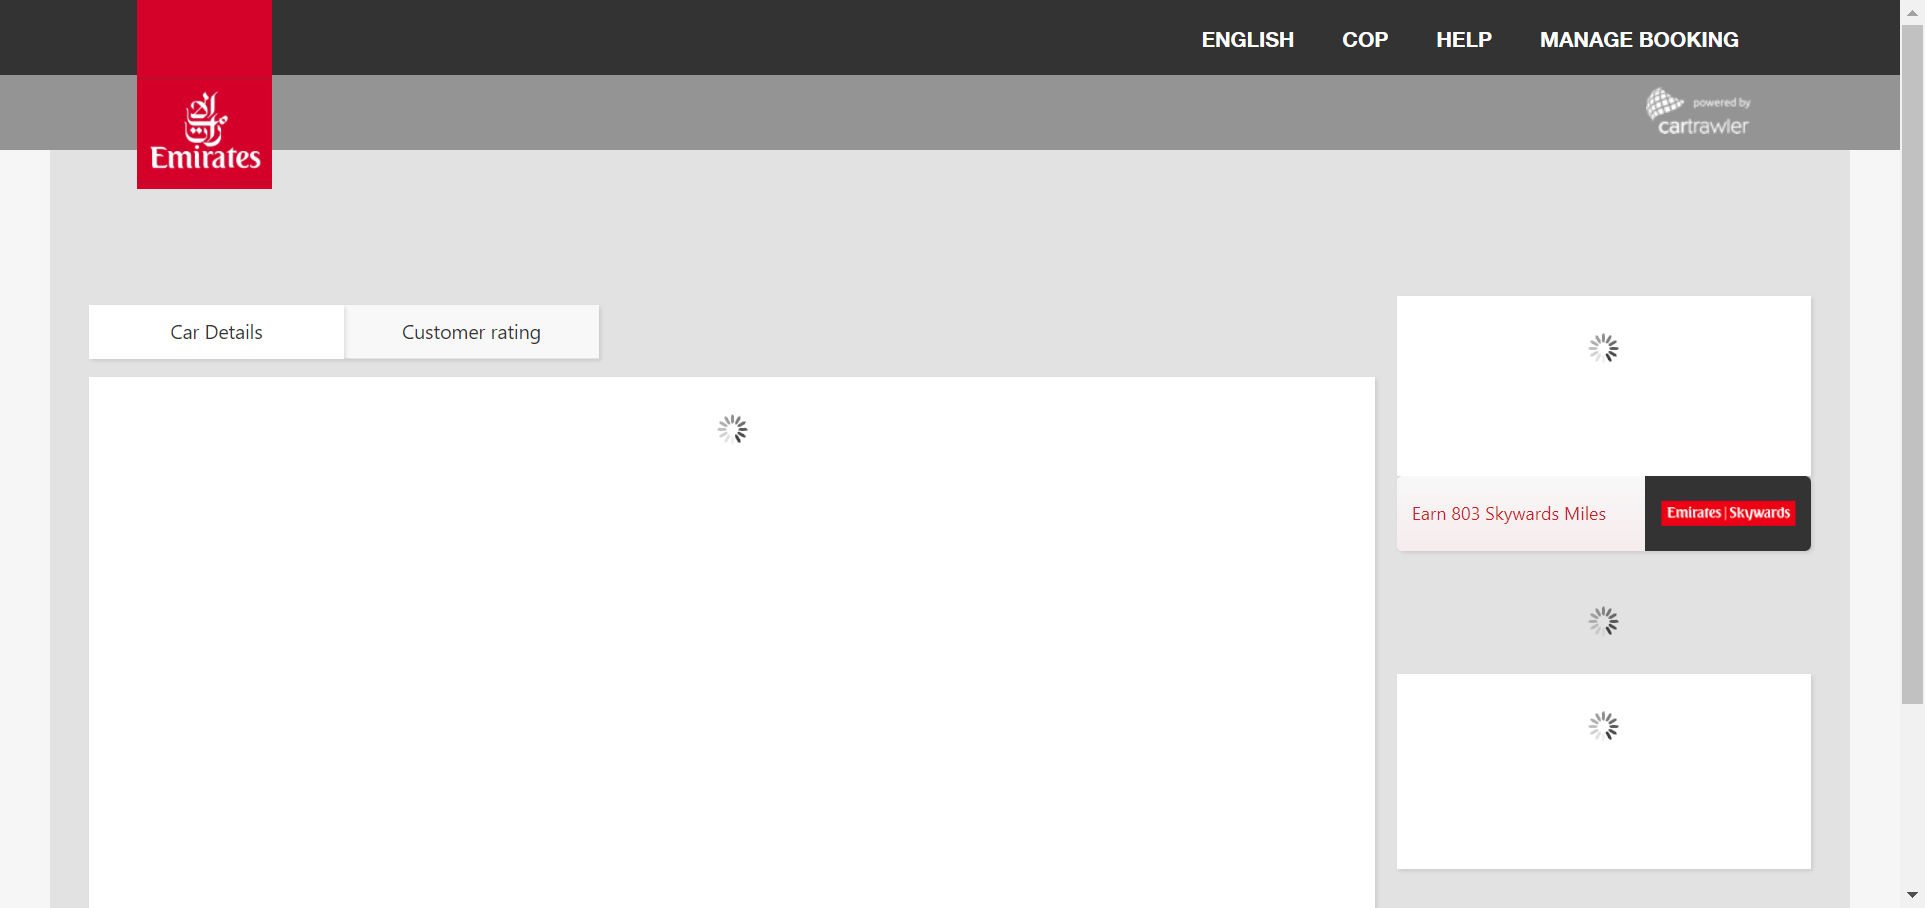 ENGLISH COP HELP MANAGE BOOKING
powered by
cartrawler
Emirates
Car Details Customer rating
Earn 803 Skywards Miles
Emirates | Skywards